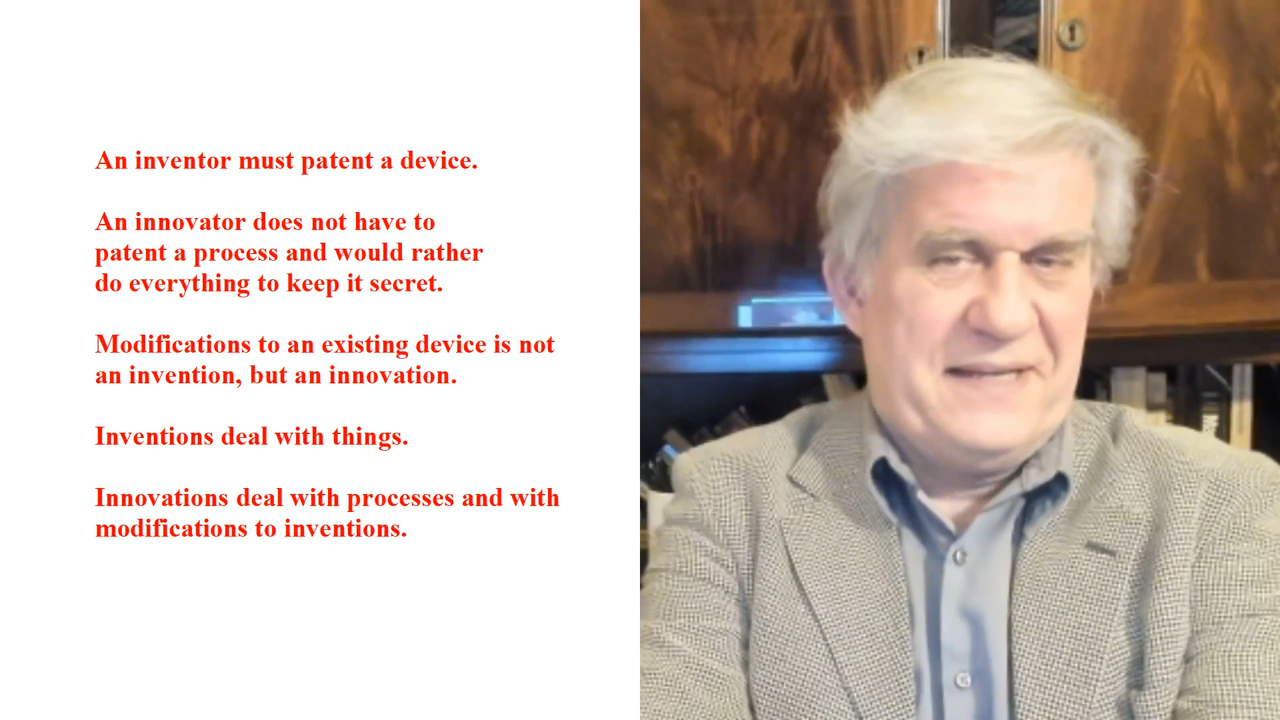 An inventor must patent a device.
An innovator does not have to
patent a process and would rather
do everything to keep it secret.
Modifications to an existing device is not
an invention, but an innovation.
Inventions deal with things.
Innovations deal with processes and with
modifications to inventions.